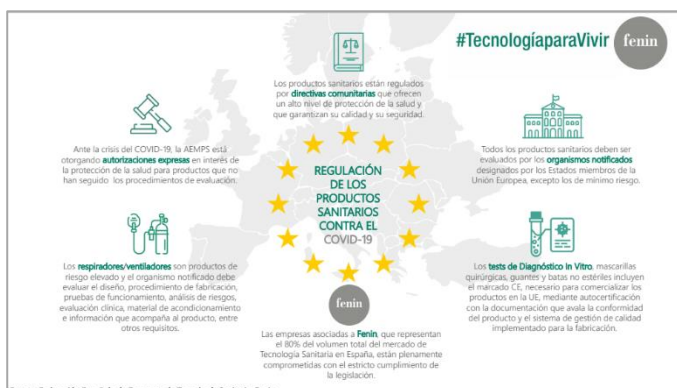 #TecnologíaparaVivir
fenin
Los productos sanitarios están regulados
por directivas comunitarias que ofrecen
un alto nivel de protección de la salud y
que garantizan su calidad y su seguridad.
Ante la crisis del COVID-19, la AEMPS está
otorgando autorizaciones expresas en interés de
la protección de la salud para productos que no
han seguido los procedimientos de evaluación.
Todos los productos sanitarios deben ser
evaluados por los organismos notificados
designados por los Estados miembros de la
Unión Europea, excepto los de mínimo riesgo.
REGULACIÓN
DE LOS
PRODUCTOS
SANITARIOS
CONTRA EL
COVID-19
Los respiradores/ventiladores son productos de
riesgo elevado y el organismo notificado debe
evaluar el diseño, procedimiento de fabricación,
pruebas de funcionamiento, análisis de riesgos,
evaluación clínica, material de acondicionamiento
e información que acompaña al producto, entre
otros requisitos.
Los tests de Diagnóstico In Vitro, mascarillas
quirúrgicas, guantes y batas no estériles incluyen
el marcado CE, necesario para comercializar los
productos en la UE, mediante autocertificación
con la documentación que avala la conformidad
del producto y el sistema de gestión de calidad
implementado para la fabricación.
fenin
Las empresas asociadas a Fenin, que representan
el 80% del volumen total del mercado de
Tecnología Sanitaria en España, están plenamente
comprometidas con el estricto cumplimiento de
la legislación.